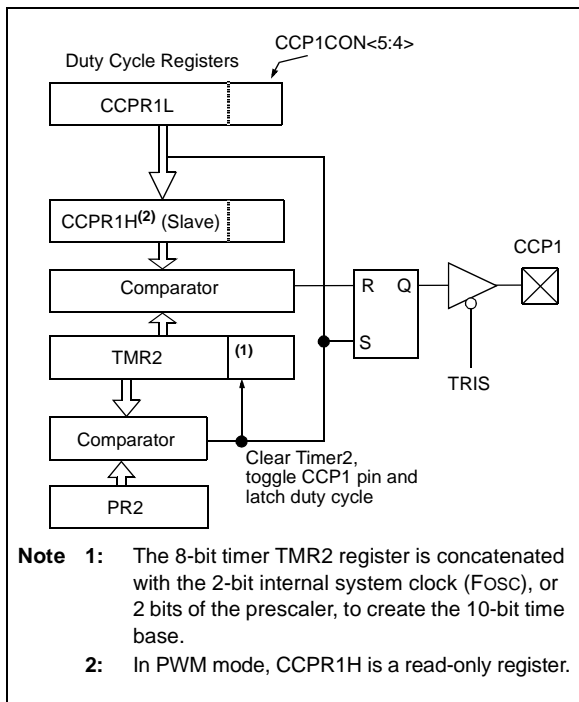 CCP1CON<5:4>
Duty Cycle Registers
CCPR1L
CCPR1H(2) (Slave)
CCP1
Comparator
R Q
TMR2
(1)
S
TRIS
Comparator
Clear Timer2,
toggle CCP1 pin and
latch duty cycle
PR2
Note 1: The 8-bit timer TMR2 register is concatenated
with the 2-bit internal system clock (FOSC), or
2 bits of the prescaler, to create the 10-bit time
base.
2: In PWM mode, CCPR1H is a read-only register.